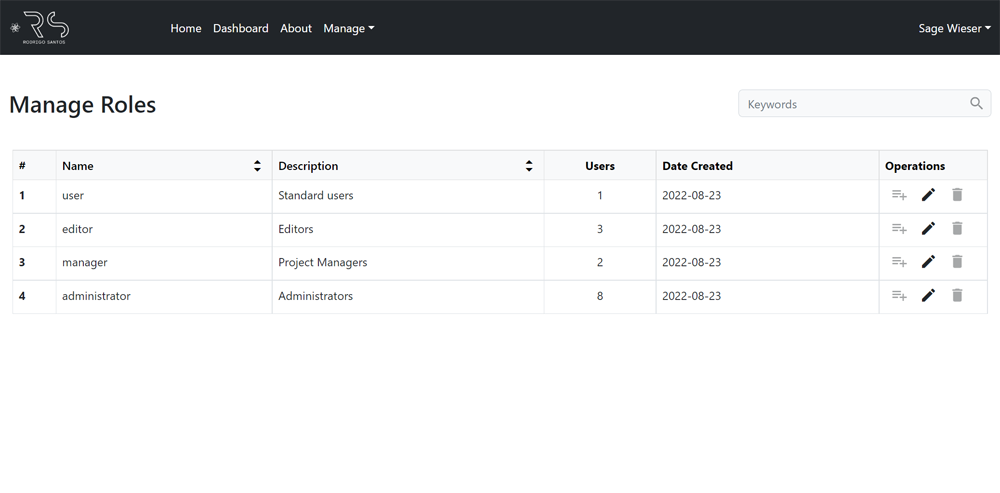 RS
RODRIGO SANTOS
Home Dashboard About Manage Sage Wieser
Manage Roles
Keywords
# Name Description Users Date Created Operations
1 user Standard users 1 2022-08-23
2 editor Editors 3 2022-08-23
3 manager Project Managers 2 2022-08-23
4 administrator Administrators 8 2022-08-23